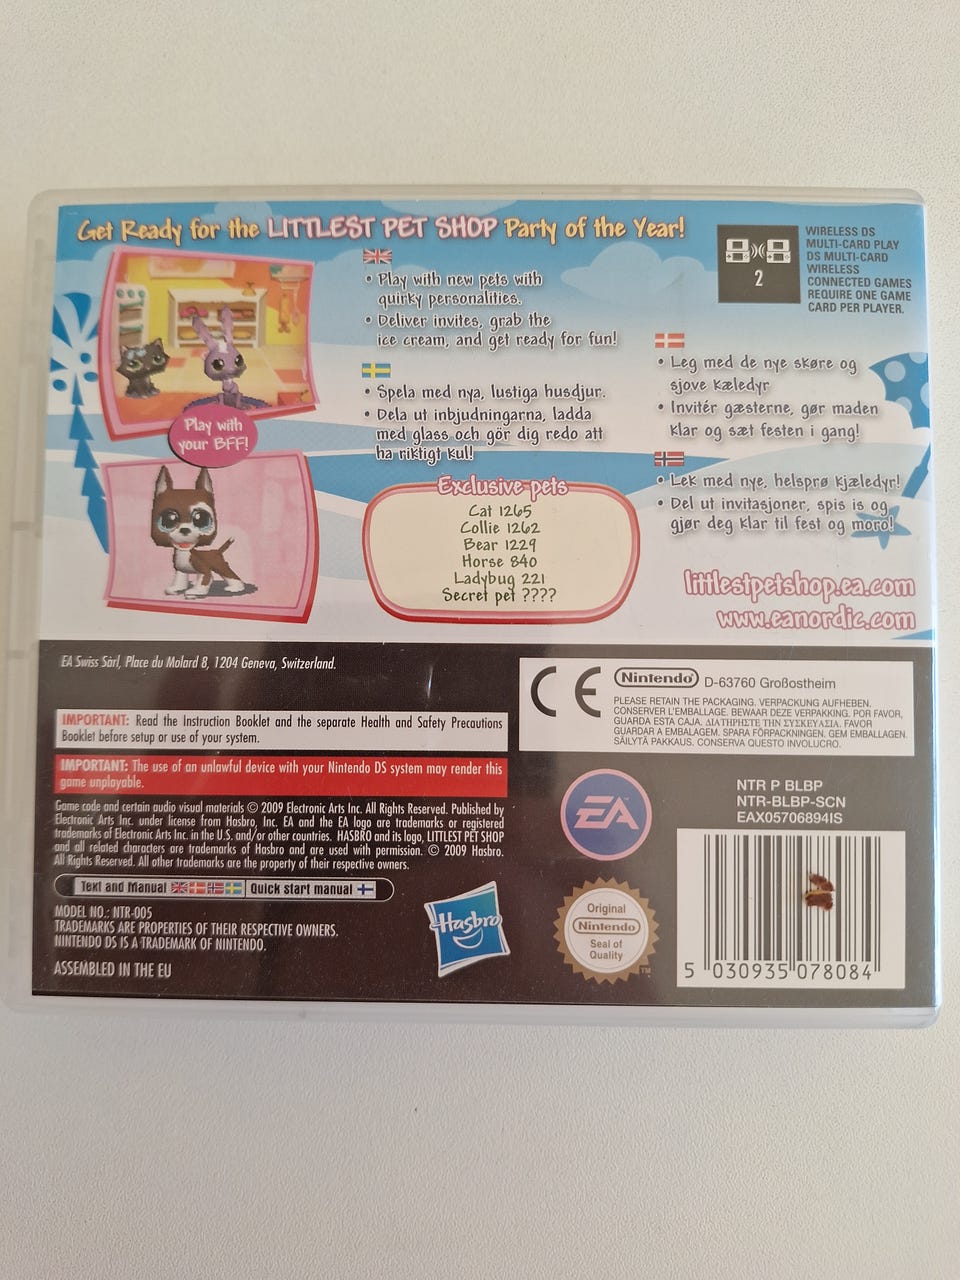 Get Ready for the LITTLEST PET SHOP Party of the Year!
Play with
your BFF!
• Play with new pets with
quirky personalities.
• Deliver invites, grab the
ice cream, and get ready for fun!
• Spela med nya, lustiga husdjur.
• Dela ut inbjudningarna, ladda
med glass och gör dig redo att
ha riktigt kul!
2
WIRELESS DS
MULTI-CARD PLAY
DS MULTI-CARD
WIRELESS
CONNECTED GAMES
REQUIRE ONE GAME
CARD PER PLAYER.
• Leg med de nye skøre og
sjove kæledyr
• Invitér gæsterne, gør maden
klar og sæt festen i gang!
• Lek med nye, helsprø kjæledyr!
• Del ut invitasjoner, spis is og
gjør deg klar til fest og moro!
Exclusive pets
Cat 1265
Collie 1262
Bear 1229
Horse 840
Ladybug 221
Secret pet ????
littlestpetshop.ea.com
www.eanordic.com
EA Swiss Sàrl, Place du Molard 8, 1204 Geneva, Switzerland.
IMPORTANT: Read the Instruction Booklet and the separate Health and Safety Precautions
Booklet before setup or use of your system.
IMPORTANT: The use of an unlawful device with your Nintendo DS system may render this
game unplayable.
Game code and certain audio visual materials © 2009 Electronic Arts Inc. All Rights Reserved. Published by
Electronic Arts Inc. under license from Hasbro, Inc. EA and the EA logo are trademarks or registered
trademarks of Electronic Arts Inc. in the U.S. and/or other countries. HASBRO and its logo, LITTLEST PET SHOP
and all related characters are trademarks of Hasbro and are used with permission. © 2009 Hasbro.
All Rights Reserved. All other trademarks are the property of their respective owners.
Text and Manual
Quick start manual
MODEL NO.: NTR-005
TRADEMARKS ARE PROPERTIES OF THEIR RESPECTIVE OWNERS.
NINTENDO DS IS A TRADEMARK OF NINTENDO.
ASSEMBLED IN THE EU
CE
Nintendo D-63760 Großostheim
PLEASE RETAIN THE PACKAGING. VERPACKUNG AUFHEBEN.
CONSERVER L'EMBALLAGE. BEWAAR DEZE VERPAKKING. POR FAVOR,
GUARDA ESTA CAJA. ΔΙΑΤΗΡΗΣΤΕ ΤΗΝ ΣΥΣΚΕΥΑΣΙΑ. FAVOR
GUARDAR A EMBALAGEM. SPARA FÖRPACKNINGEN. GEM EMBALLAGEN.
SÄILYTÄ PAKKAUS. CONSERVA QUESTO INVOLUCRO.
EA
NTR P BLBP
NTR-BLBP-SCN
EAX05706894IS
Hasbro
Original
Nintendo
Seal of
Quality
TM
5 030935 078084